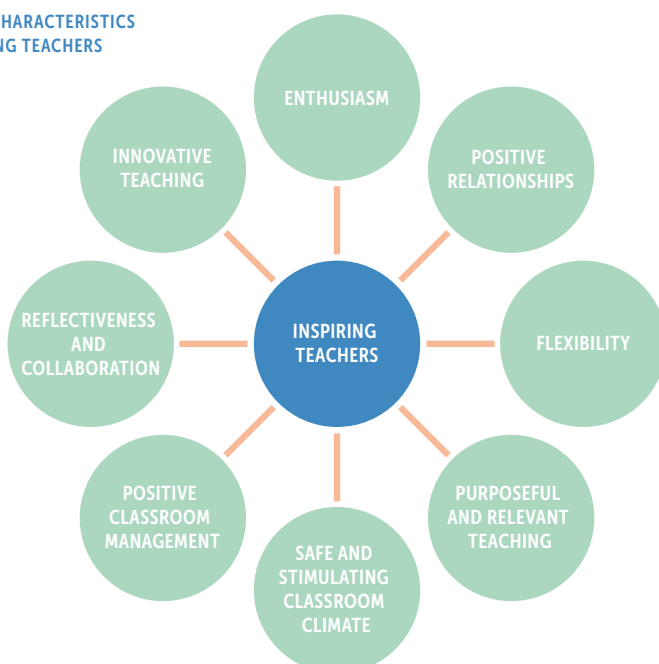 HARACTERISTICS
NG TEACHERS
ENTHUSIASM
INNOVATIVE
TEACHING
POSITIVE
RELATIONSHIPS
REFLECTIVENESS
AND
COLLABORATION
INSPIRING
TEACHERS
FLEXIBILITY
POSITIVE
CLASSROOM
MANAGEMENT
PURPOSEFUL
AND RELEVANT
TEACHING
SAFE AND
STIMULATING
CLASSROOM
CLIMATE